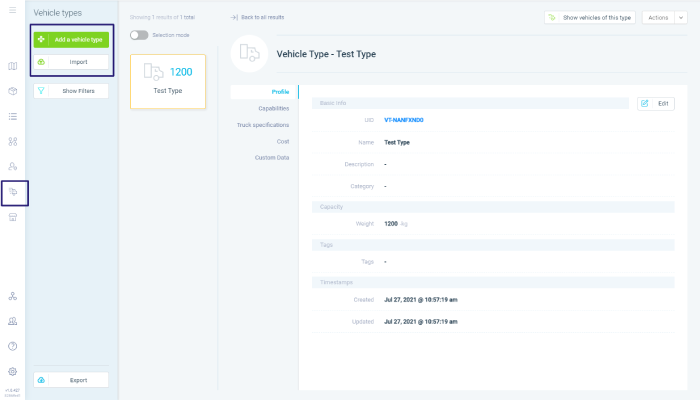 Vehicle types
Add a vehicle type
Import
Show Filters
Export
Showing 1 results of 1 total
Selection mode
1200
Test Type
Back to all results
Show vehicles of this type
Actions
Vehicle Type - Test Type
Profile
Capabilities
Truck specifications
Cost
Custom Data
Basic Info
Edit
UID VT-NANFXND0
Name Test Type
Description -
Category -
Capacity
Weight 1200 kg
Tags
Tags -
Timestamps
Created Jul 27, 2021 @ 10:57:19 am
Updated Jul 27, 2021 @ 10:57:19 am